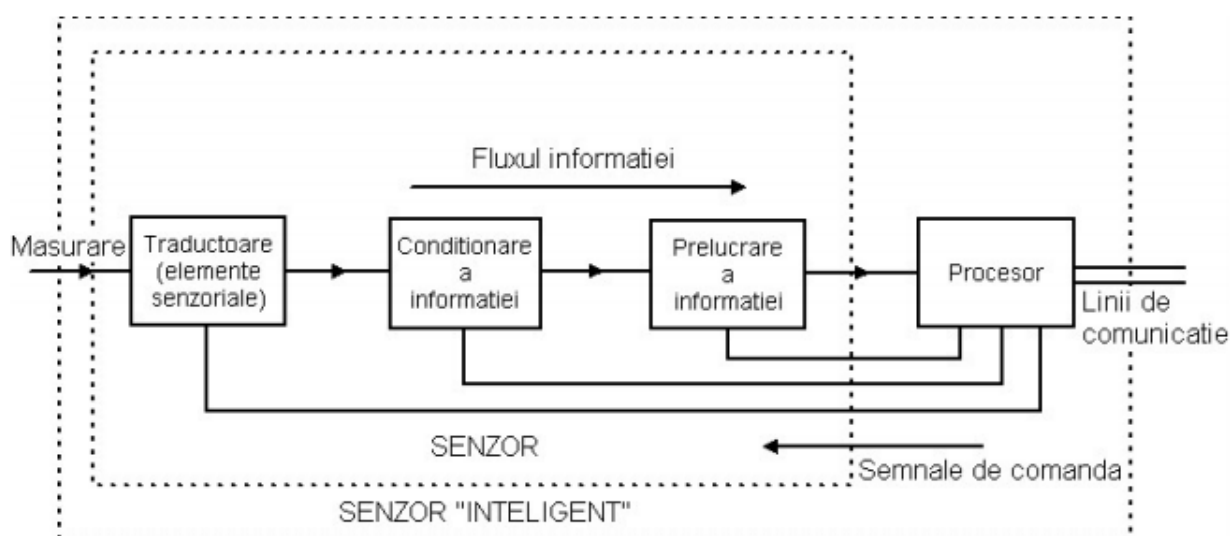 Fluxul informatiei
Masurare
Traductoare
(elemente
senzoriale)
Conditionare
a
informatiei
Prelucrare
a
informatiei
Procesor
Linii de
comunicatie
SENZOR
Semnale de comanda
SENZOR "INTELIGENT"